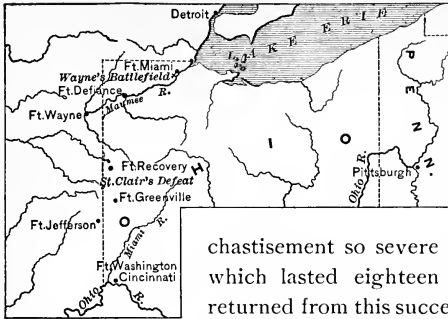 Detroit
LAKE ERIE
Ft. Miami
Wayne's Battlefield
Ft. Defiance
Maumee R.
Ft. Wayne
PENN.
OHIO
Ft. Recovery
St. Clair's Defeat
Ft. Greenville
Ft. Jefferson
Miami R.
Ohio R.
Pittsburgh
Ft. Washington
Cincinnati
Ohio R.
chastisement so severe
which lasted eighteen
returned from this succe